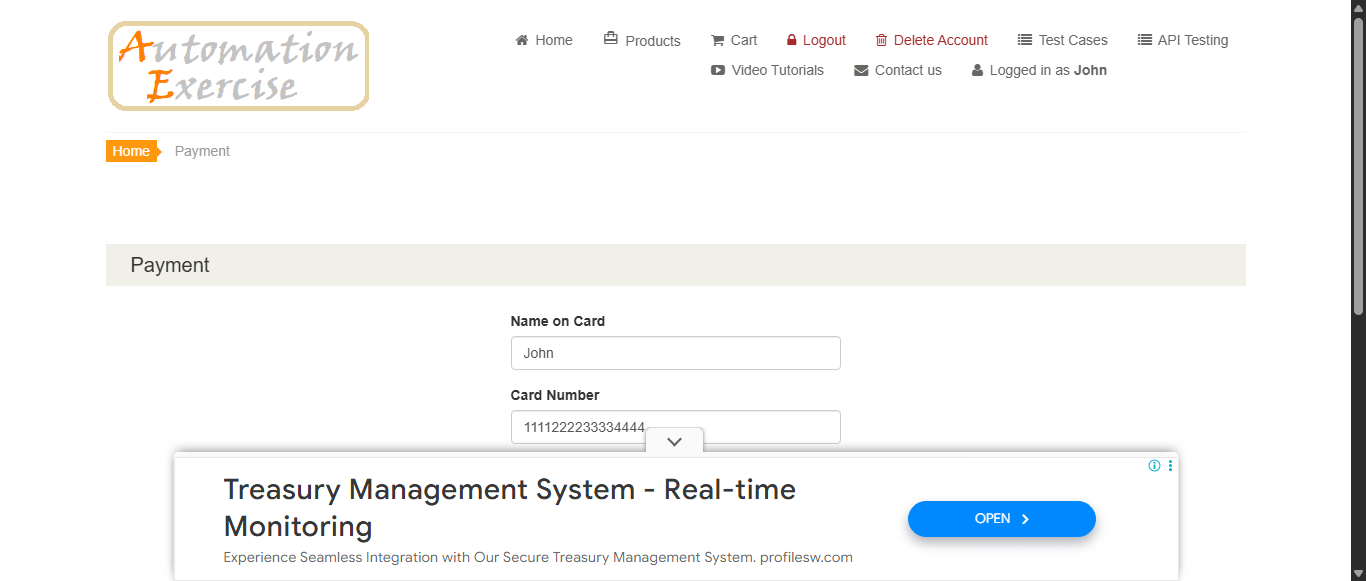 Automation
Exercise
Home Products Cart Logout Delete Account Test Cases API Testing
Video Tutorials Contact us Logged in as John
Home Payment
Payment
Name on Card
John
Card Number
1111222233334444
Treasury Management System - Real-time
Monitoring
OPEN
Experience Seamless Integration with Our Secure Treasury Management System. profilesw.com